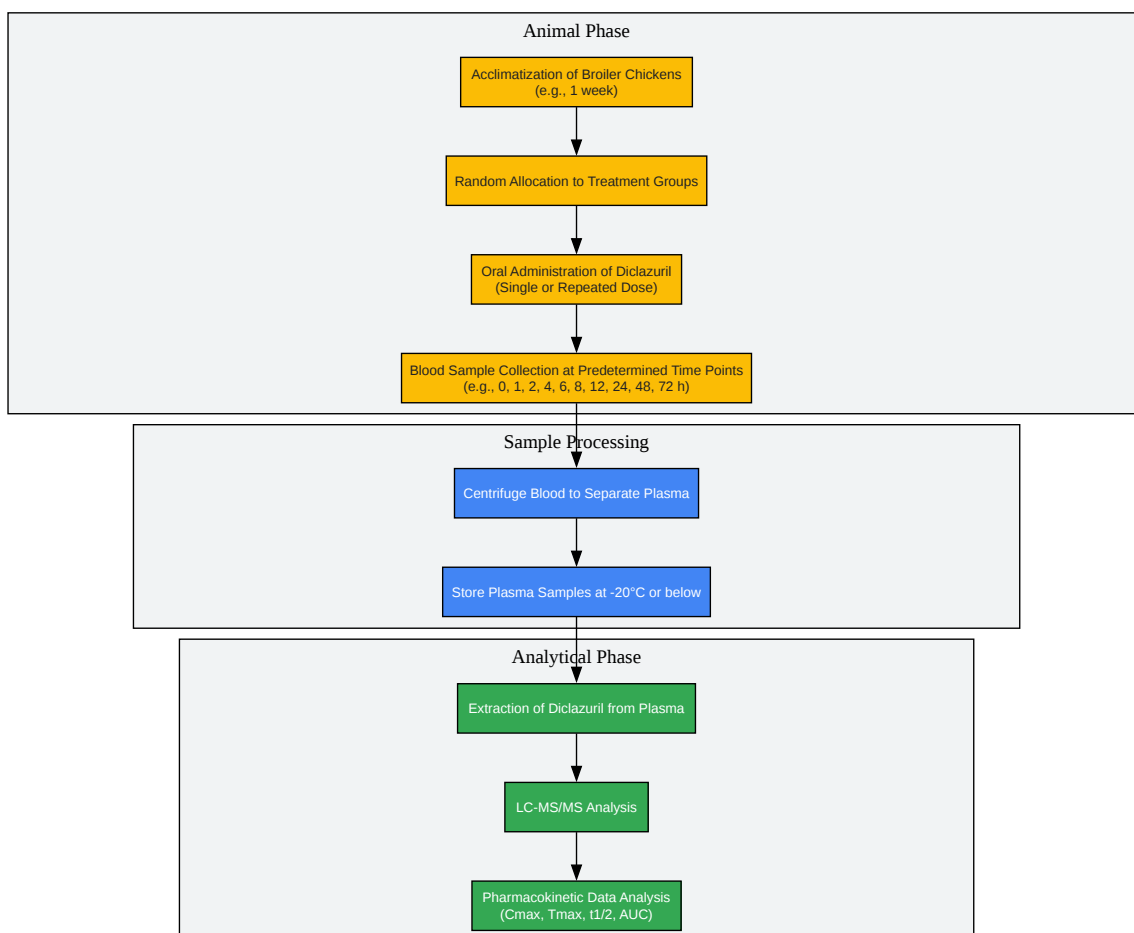 Animal Phase
Acclimatization of Broiler Chickens
(e.g., 1 week)
Random Allocation to Treatment Groups
Oral Administration of Diclazuril
(Single or Repeated Dose)
Blood Sample Collection at Predetermined Time Points
(e.g., 0, 1, 2, 4, 6, 8, 12, 24, 48, 72 h)
Sample Processing
Centrifuge Blood to Separate Plasma
Store Plasma Samples at -20°C or below
Analytical Phase
Extraction of Diclazuril from Plasma
LC-MS/MS Analysis
Pharmacokinetic Data Analysis
(Cmax, Tmax, t1/2, AUC)